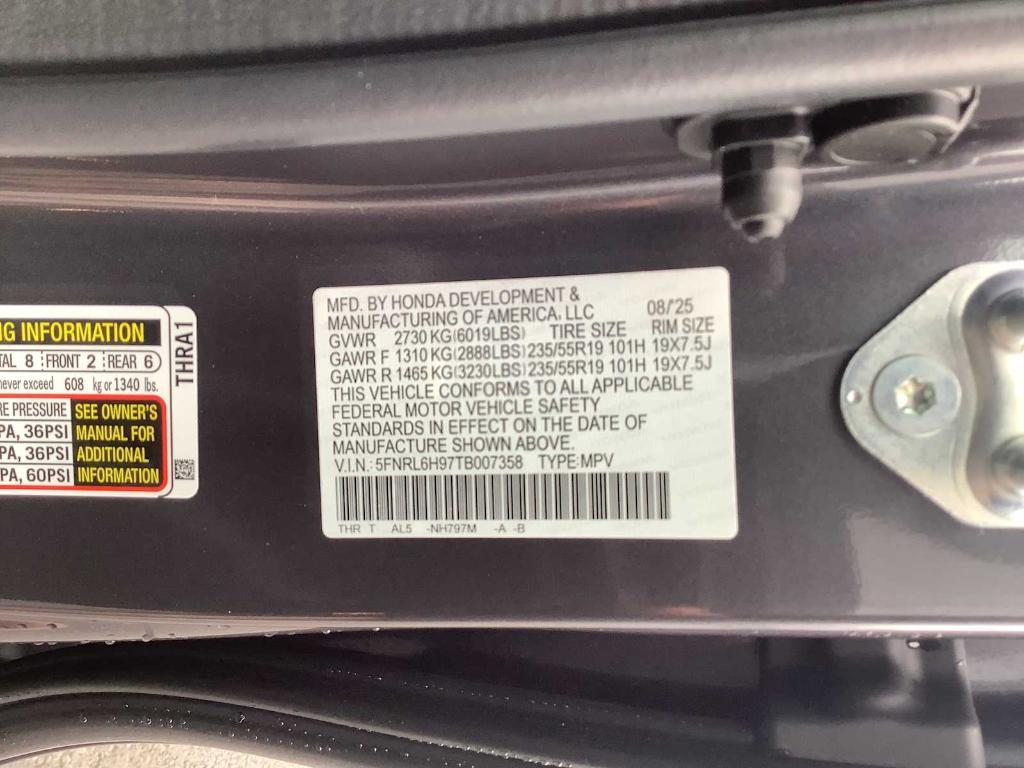 NG INFORMATION
TAL 8 FRONT 2 REAR 6
never exceed 608 kg or 1340 lbs.
RE PRESSURE SEE OWNER'S
PA, 36PSI MANUAL FOR
PA, 36PSI ADDITIONAL
PA, 60PSI INFORMATION
THRA1
MFD. BY HONDA DEVELOPMENT &
MANUFACTURING OF AMERICA, LLC 08/'25
GVWR 2730 KG(6019LBS) TIRE SIZE RIM SIZE
GAWR F 1310 KG(2888LBS) 235/55R19 101H 19X7.5J
GAWR R 1465 KG(3230LBS) 235/55R19 101H 19X7.5J
THIS VEHICLE CONFORMS TO ALL APPLICABLE
FEDERAL MOTOR VEHICLE SAFETY
STANDARDS IN EFFECT ON THE DATE OF
MANUFACTURE SHOWN ABOVE.
V.I.N.: 5FNRL6H97TB007358 TYPE:MPV
THR T AL5 -NH797M -A -B